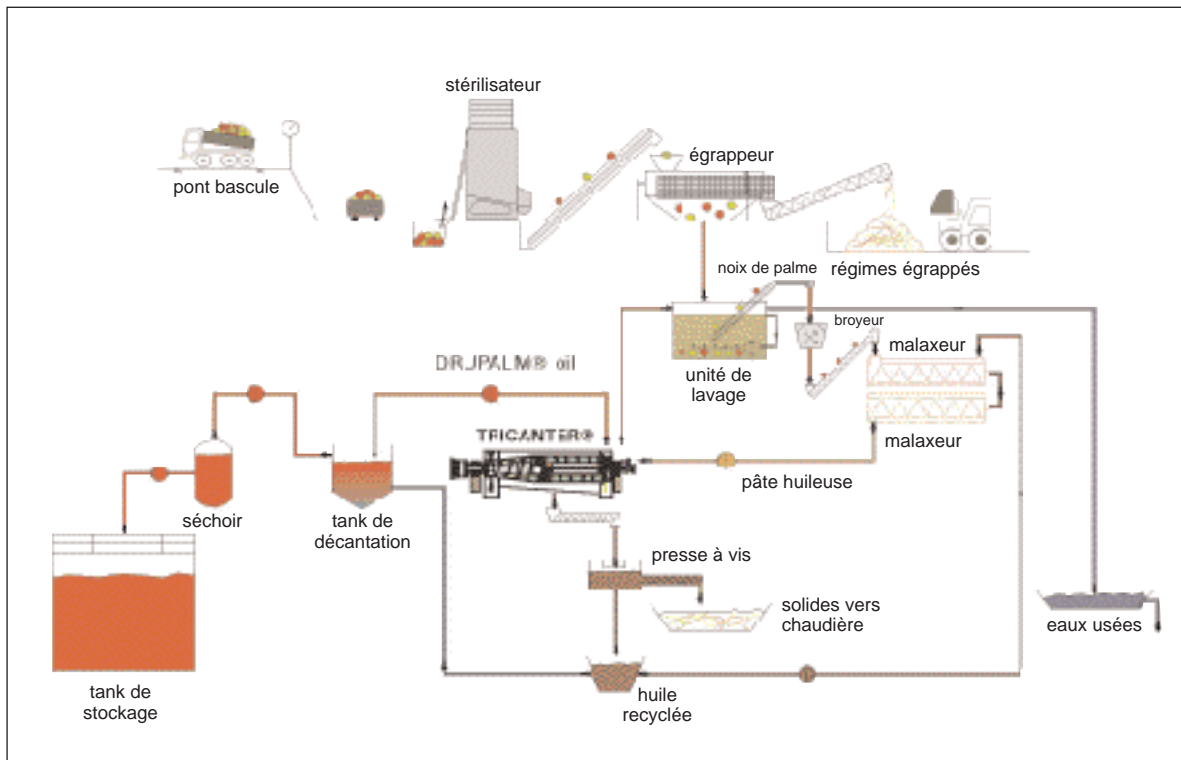 stérilisateur
égrappeur
pont bascule
régimes égrappés
noix de palme
broyeur
malaxeur
unité de
lavage
DRUPALM® oil
malaxeur
TRICANTER®
pâte huileuse
séchoir
tank de
décantation
presse à vis
solides vers
chaudière
eaux usées
tank de
stockage
huile
recyclée